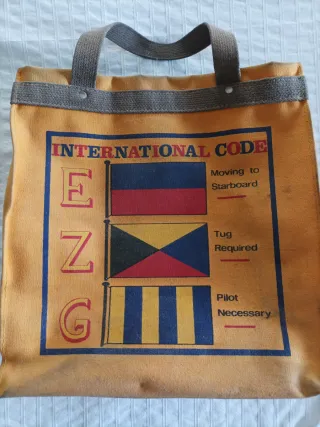 INTERNATIONAL CODE
E
Moving to
Starboard
Z
Tug
Required
G
Pilot
Necessary